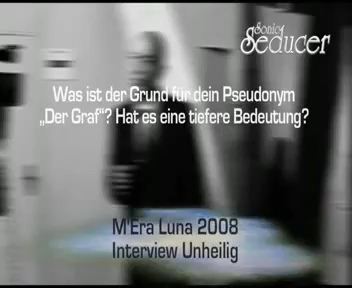 Sonic
Seducer
Was ist der Grund für dein Pseudonym
„Der Graf“? Hat es eine tiefere Bedeutung?
M'Era Luna 2008
Interview Unheilig